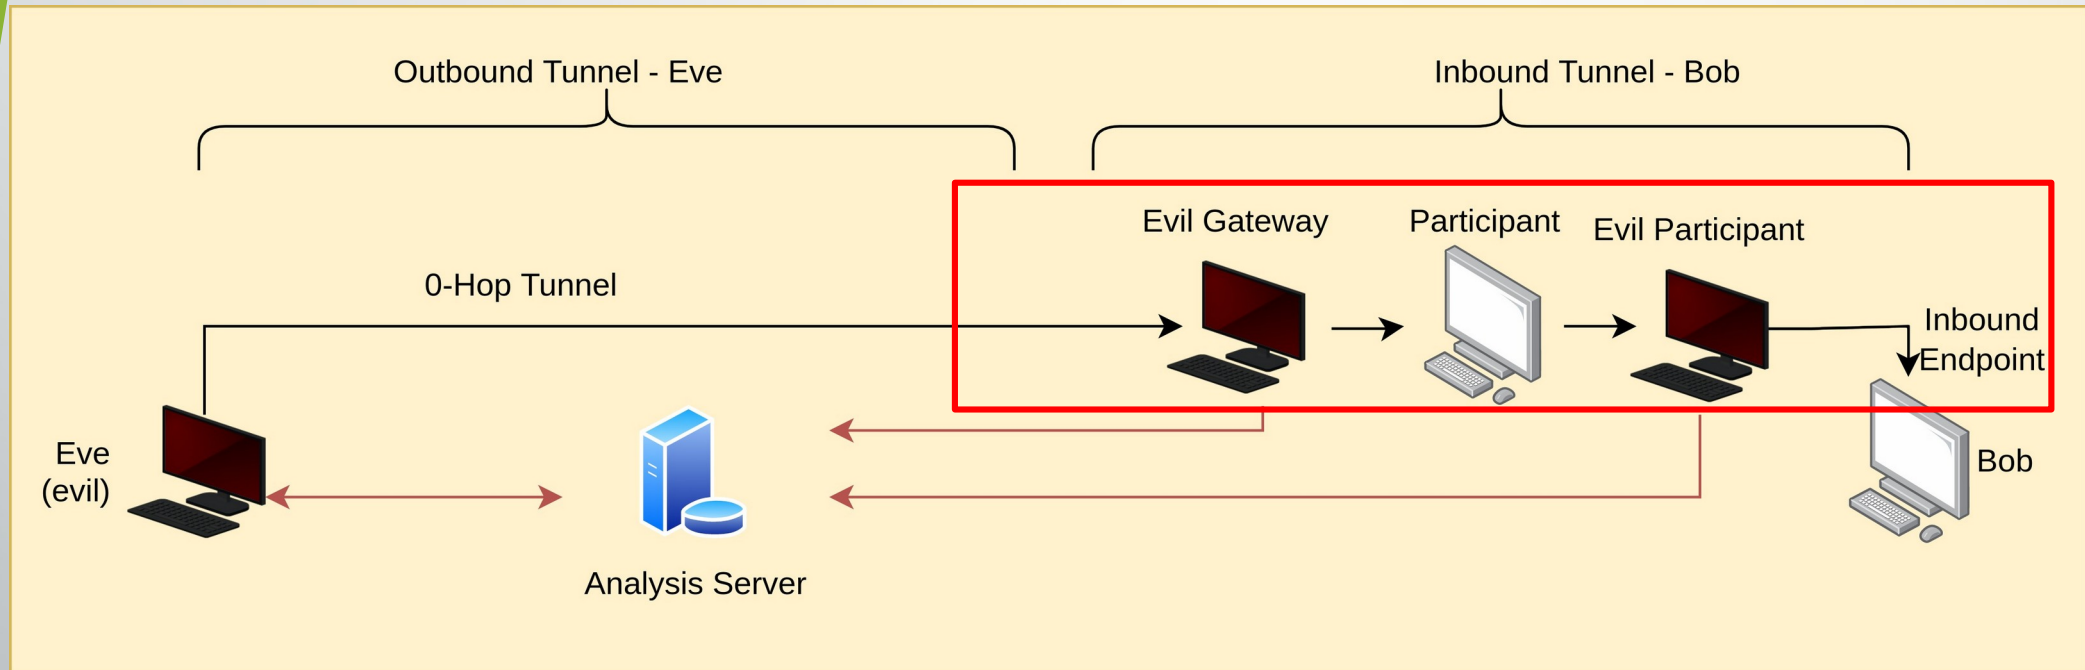 Outbound Tunnel - Eve
Inbound Tunnel - Bob
Evil Gateway
Participant
Evil Participant
0-Hop Tunnel
Inbound
Endpoint
Eve
(evil)
Bob
Analysis Server